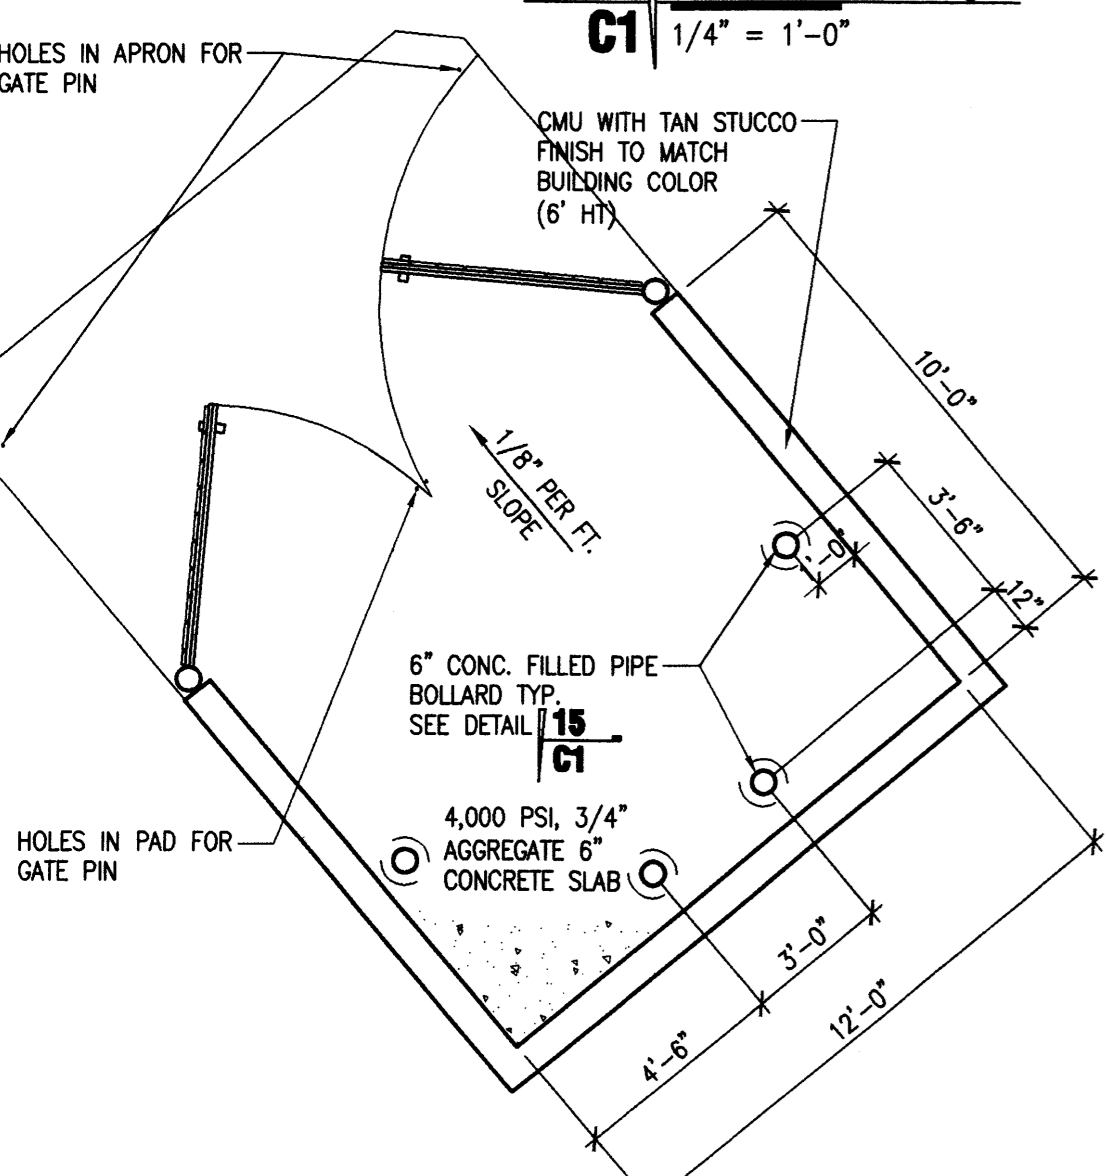 C1
1/4" = 1'-0"
HOLES IN APRON FOR
GATE PIN
CMU WITH TAN STUCCO
FINISH TO MATCH
BUILDING COLOR
(6' HT)
10'-0"
1/8" PER FT.
SLOPE
3'-6"
12"
6" CONC. FILLED PIPE
BOLLARD TYP.
SEE DETAIL 15
C1
4,000 PSI, 3/4"
AGGREGATE 6"
CONCRETE SLAB
HOLES IN PAD FOR
GATE PIN
3'-0"
12'-0"
4'-6"